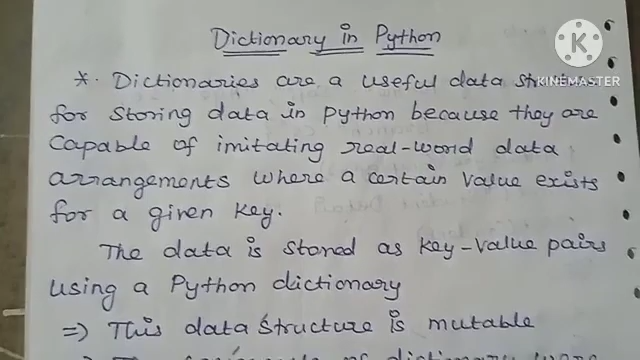 Dictionary in Python
KINEMASTER
*. Dictionaries are a useful data
for storing data in python because they are
Capable of imitating real-word data
arrangements where a certain value exists
for a given key.
The data is stored as key-value pairs
using a Python dictionary
=> This data structure is mutable
of dictionary